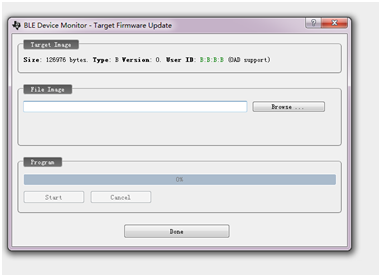 BLE Device Monitor - Target Firmware Update
Target Image
Size: 126976 bytes. Type: B Version: 0. User ID: B:B:B:B (OAD support)
File Image
Browse ...
Program
0%
Start
Cancel
Done